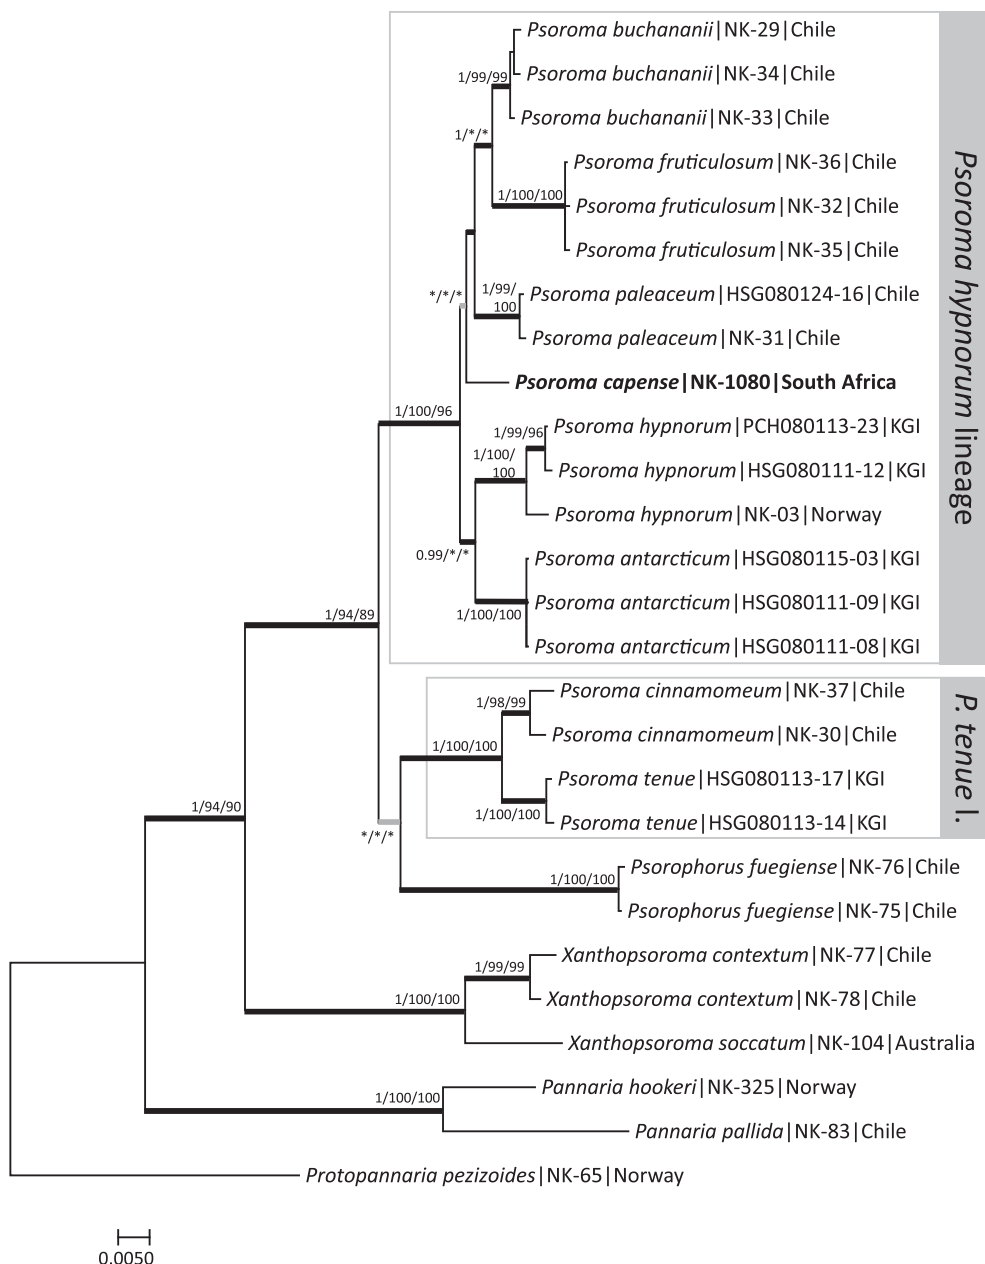 Psoroma buchananii|NK-29|Chile
Psoroma buchananii|NK-34|Chile
1/99/99
Psoroma buchananii|NK-33|Chile
1/*/*
Psoroma fruticulosum|NK-36|Chile
1/100/100
Psoroma fruticulosum|NK-32|Chile
Psoroma fruticulosum|NK-35|Chile
*/*/*
1/99/
100
Psoroma paleaceum|HSG080124-16|Chile
Psoroma paleaceum|NK-31|Chile
Psoroma capense|NK-1080|South Africa
1/100/96
Psoroma hypnorum|PCH080113-23|KGI
1/99/96
1/100/
100
Psoroma hypnorum|HSG080111-12|KGI
Psoroma hypnorum|NK-03|Norway
0.99/*/*
Psoroma antarcticum|HSG080115-03|KGI
Psoroma antarcticum|HSG080111-09|KGI
1/100/100
1/94/89
Psoroma antarcticum|HSG080111-08|KGI
Psoroma hypnorum lineage
Psoroma cinnamomeum|NK-37|Chile
1/98/99
Psoroma cinnamomeum|NK-30|Chile
1/100/100
Psoroma tenue|HSG080113-17|KGI
1/100/100
Psoroma tenue|HSG080113-14|KGI
P. tenue l.
1/94/90
*/*/*
Psorophorus fuegiense|NK-76|Chile
1/100/100
Psorophorus fuegiense|NK-75|Chile
Xanthopsoroma contextum|NK-77|Chile
1/99/99
Xanthopsoroma contextum|NK-78|Chile
1/100/100
Xanthopsoroma soccatum|NK-104|Australia
Pannaria hookeri|NK-325|Norway
1/100/100
Pannaria pallida|NK-83|Chile
Protopannaria pezizoides|NK-65|Norway
0.0050